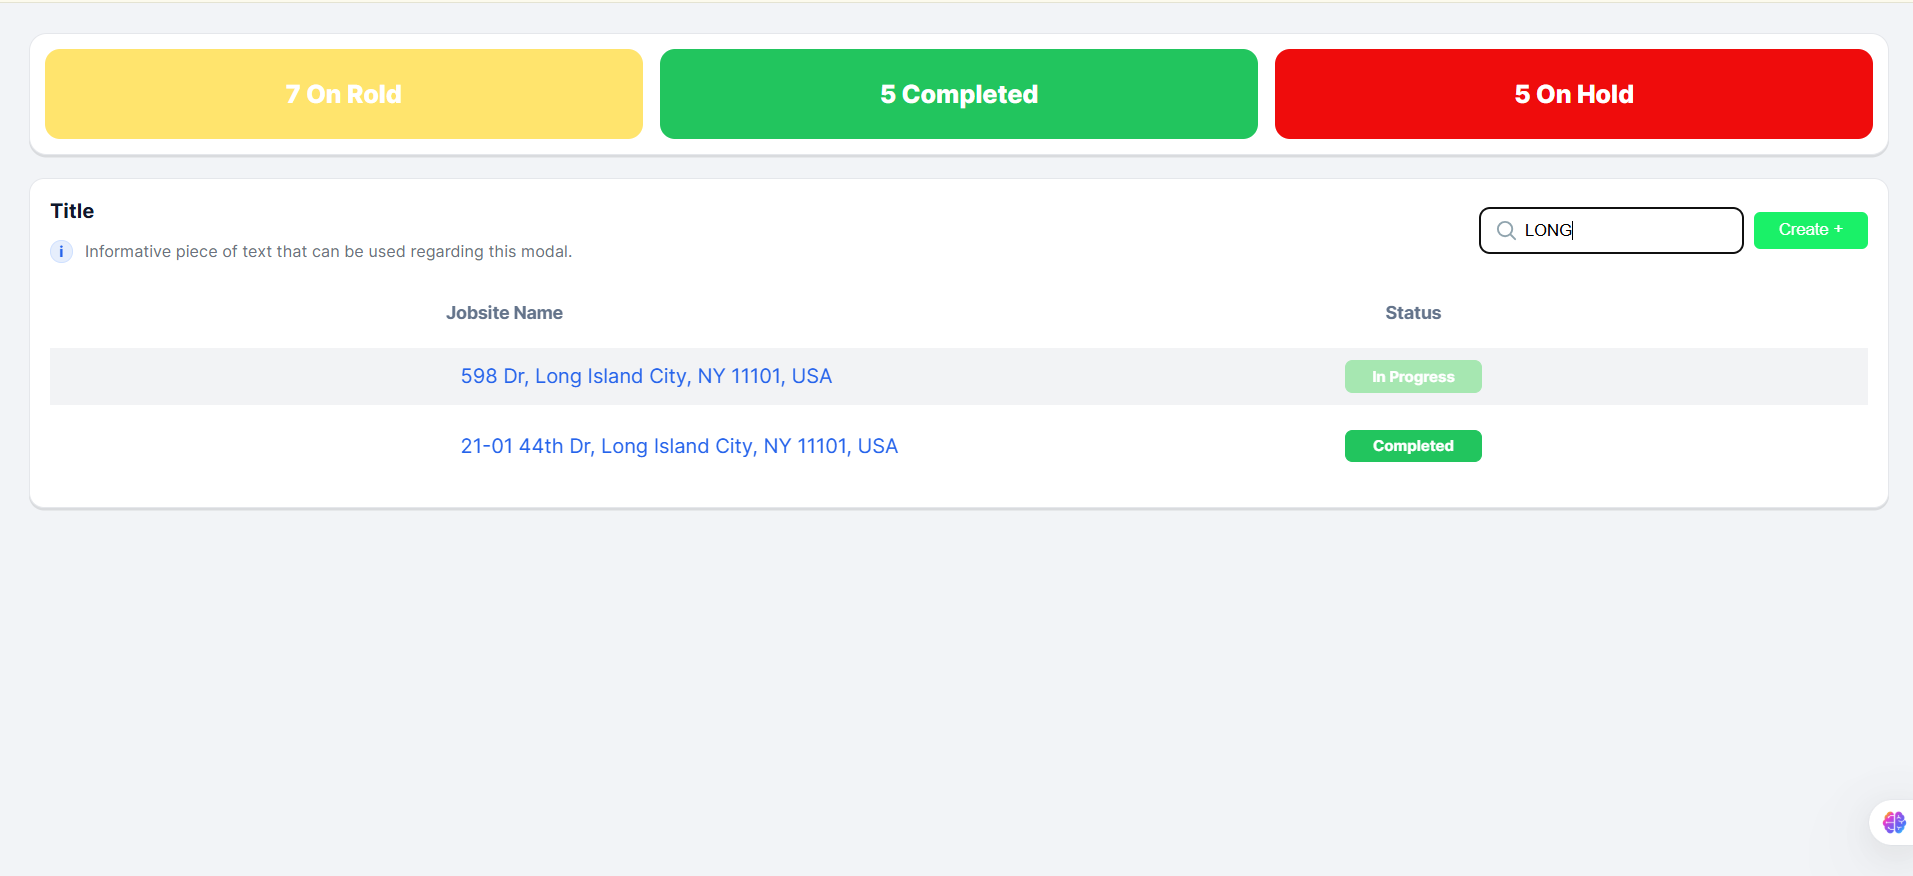 7 On Rold
5 Completed
5 On Hold
Title
LONG
Create +
i Informative piece of text that can be used regarding this modal.
Jobsite Name Status
598 Dr, Long Island City, NY 11101, USA In Progress
21-01 44th Dr, Long Island City, NY 11101, USA Completed